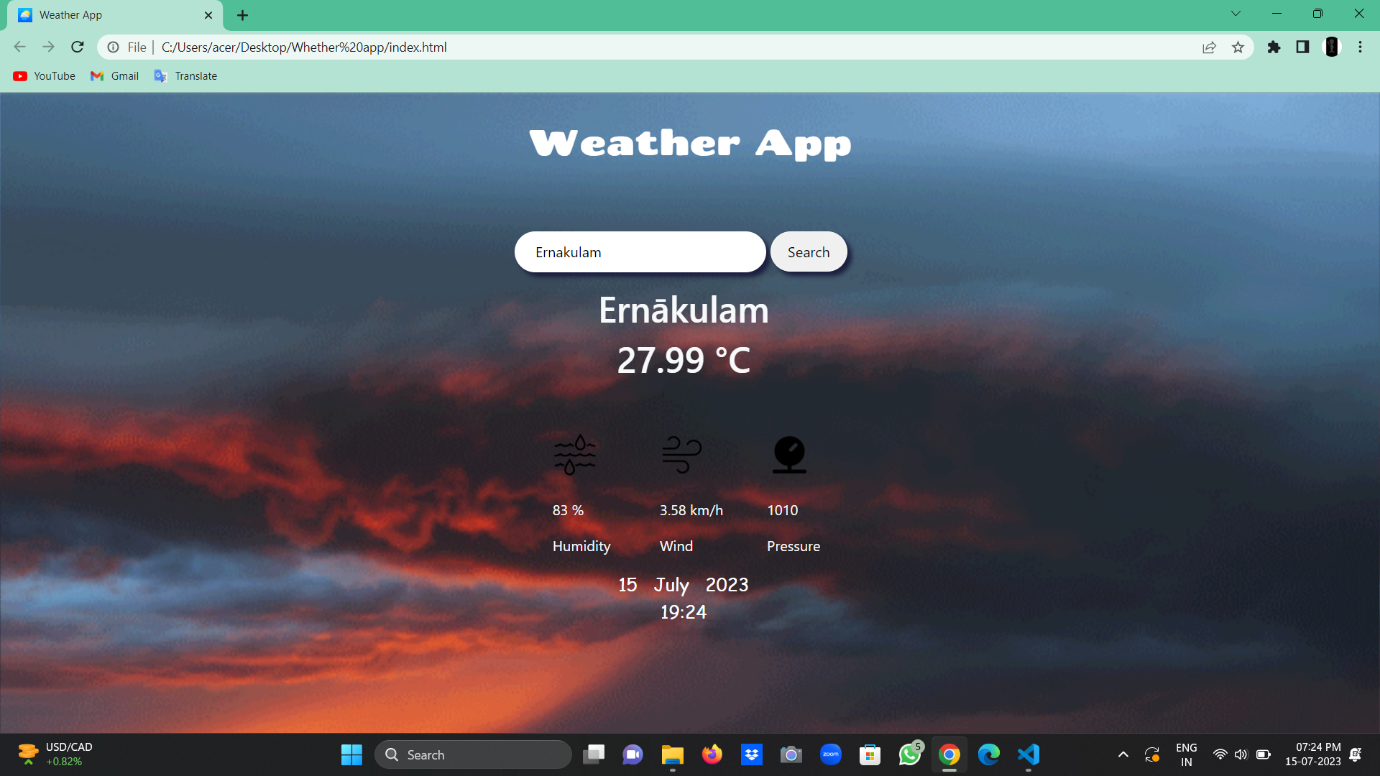 Weather App
File | C:/Users/acer/Desktop/Whether%20app/index.html
YouTube Gmail Translate
Weather App
Ernakulam Search
Ernākulam
27.99 °C
83 % 3.58 km/h 1010
Humidity Wind Pressure
15 July 2023
19:24
USD/CAD
+0.82%
Search
zoom
5
ENG
IN
07:24 PM
15-07-2023